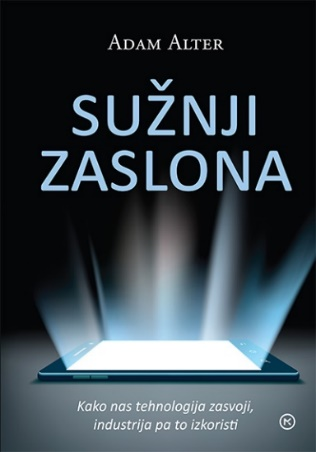 ADAM ALTER
SUŽNJI
ZASLONA
Kako nas tehnologija zasvoji,
industrija pa to izkoristi